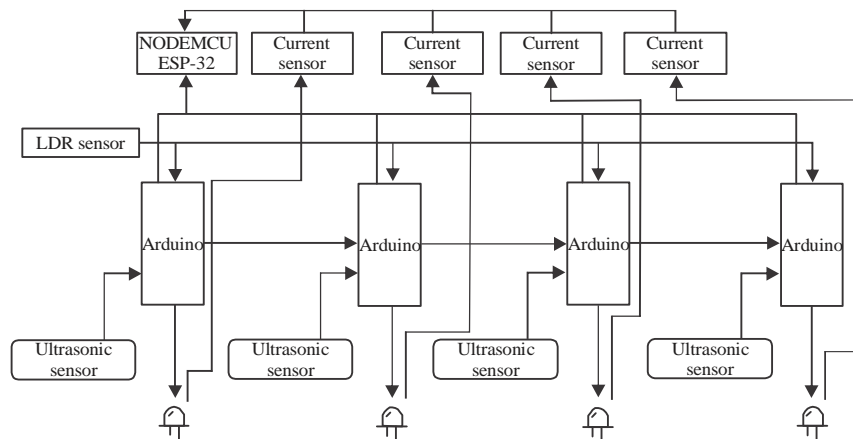 NODEMCU
ESP-32
Current
sensor
Current
sensor
Current
sensor
Current
sensor
LDR sensor
Arduino
Arduino
Arduino
Arduino
Ultrasonic
sensor
Ultrasonic
sensor
Ultrasonic
sensor
Ultrasonic
sensor